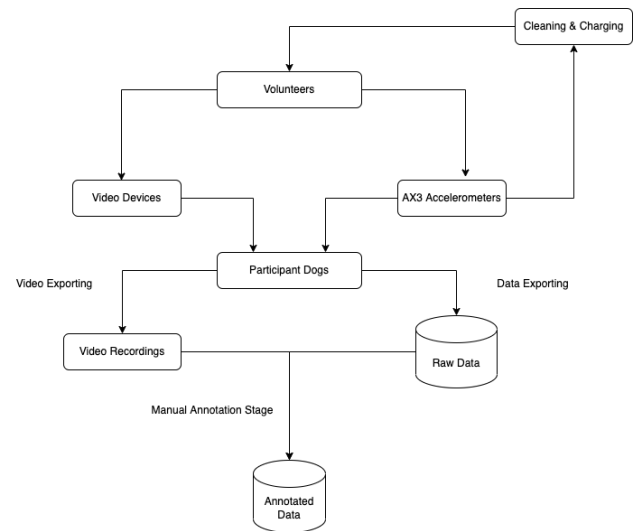 Cleaning & Charging
Volunteers
Video Devices
AX3 Accelerometers
Participant Dogs
Video Exporting
Data Exporting
Video Recordings
Raw Data
Manual Annotation Stage
Annotated
Data